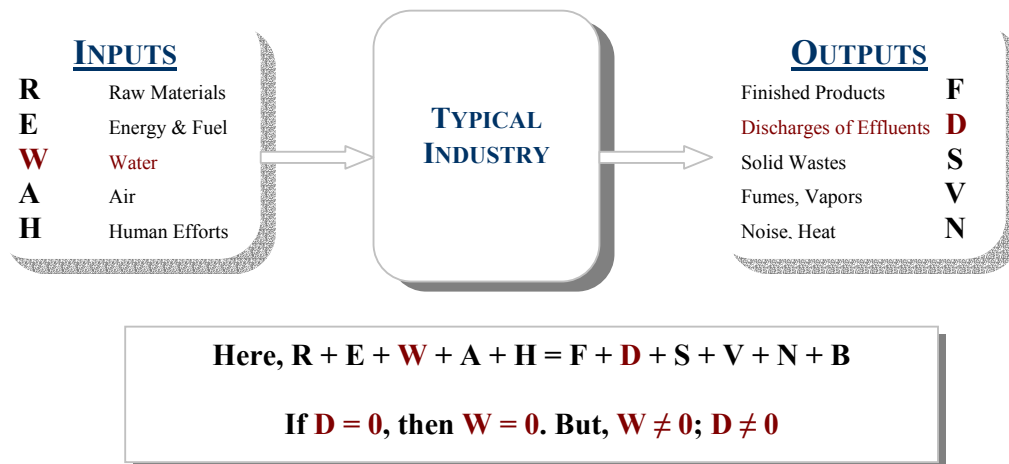 INPUTS
R Raw Materials
E Energy & Fuel
W Water
A Air
H Human Efforts
TYPICAL
INDUSTRY
OUTPUTS
Finished Products F
Discharges of Effluents D
Solid Wastes S
Fumes, Vapors V
Noise, Heat N
Here, R + E + W + A + H = F + D + S + V + N + B
If D = 0, then W = 0. But, W ≠ 0; D ≠ 0